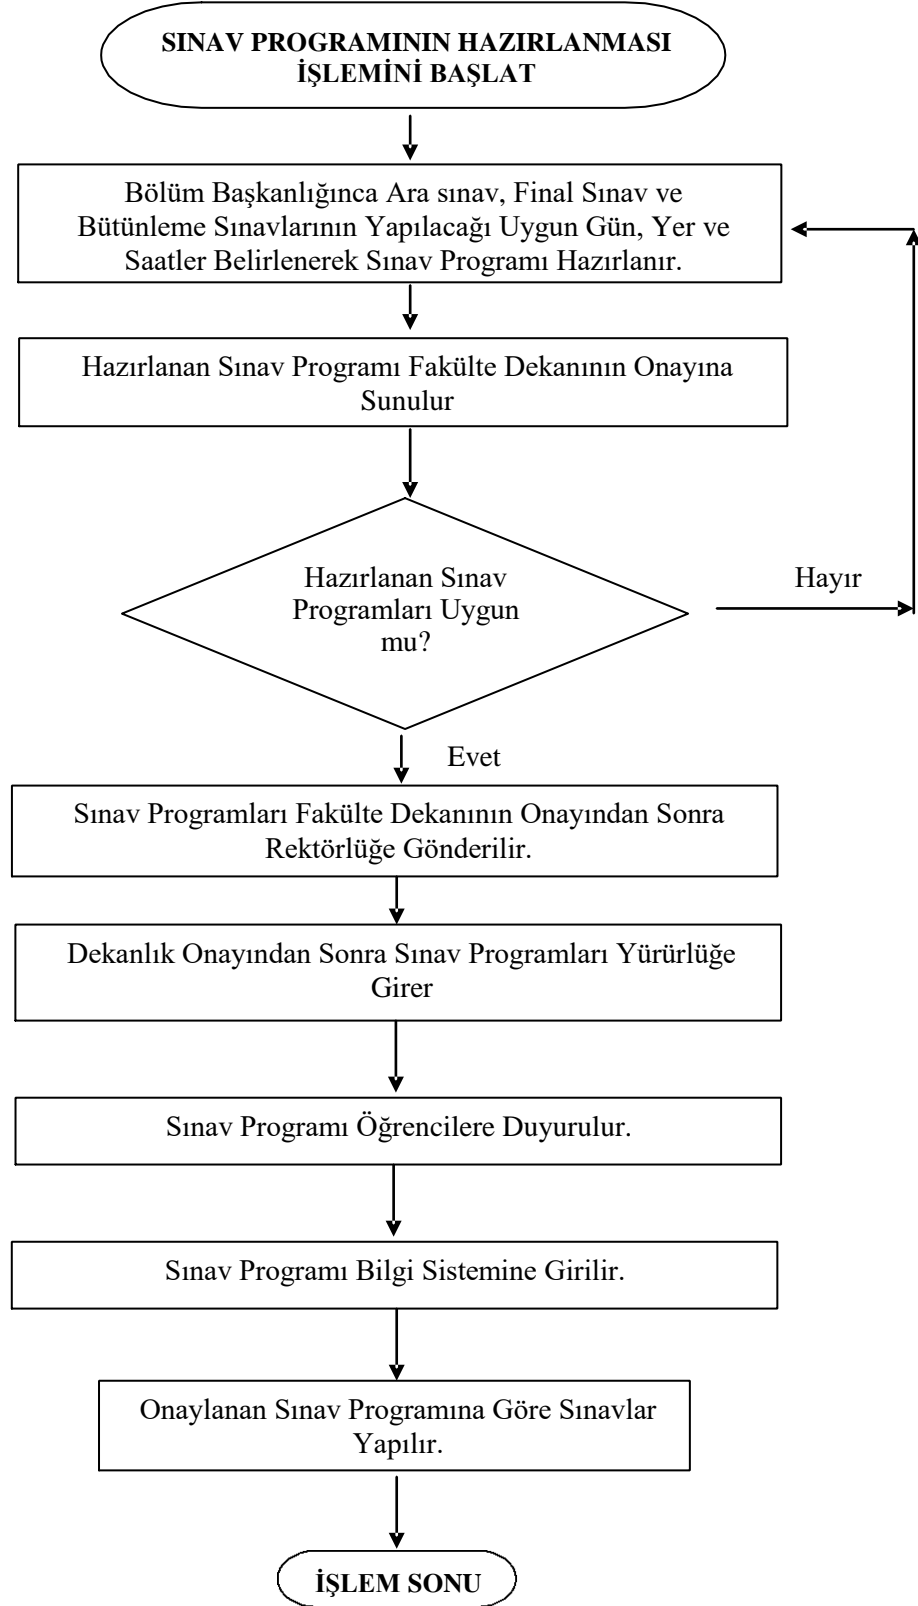 SINAV PROGRAMININ HAZIRLANMASI
İŞLEMİNİ BAŞLAT
Bölüm Başkanlığınca Ara sınav, Final Sınav ve
Bütünleme Sınavlarının Yapılacağı Uygun Gün, Yer ve
Saatler Belirlenerek Sınav Programı Hazırlanır.
Hazırlanan Sınav Programı Fakülte Dekanının Onayına
Sunulur
Hazırlanan Sınav
Programları Uygun
mu?
Hayır
Evet
Sınav Programları Fakülte Dekanının Onayından Sonra
Rektörlüğe Gönderilir.
Dekanlık Onayından Sonra Sınav Programları Yürürlüğe
Girer
Sınav Programı Öğrencilere Duyurulur.
Sınav Programı Bilgi Sistemine Girilir.
Onaylanan Sınav Programına Göre Sınavlar
Yapılır.
İŞLEM SONU